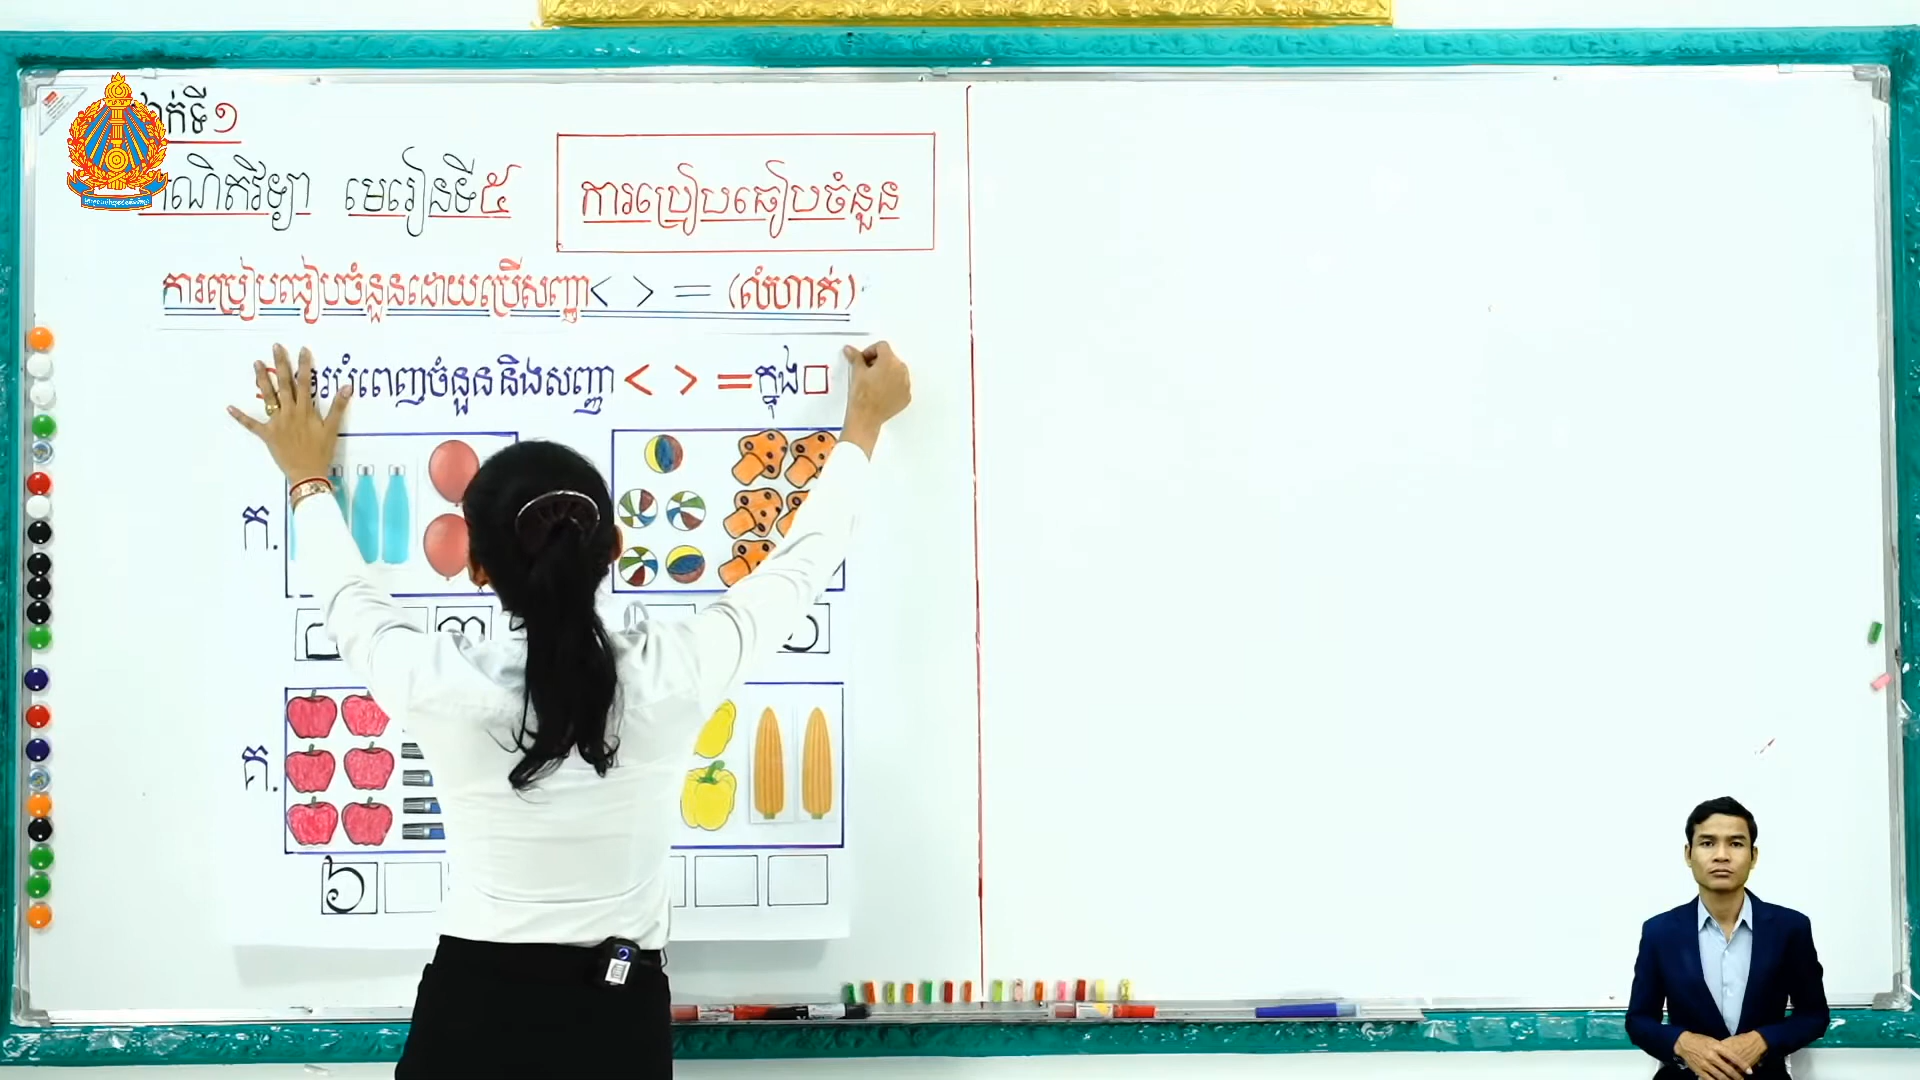 ថ្នាក់ទី១
គណិតវិទ្យា មេរៀនទី៥ ការប្រៀបធៀបចំនួន
ការប្រៀបធៀបចំនួនដោយប្រើសញ្ញា < > = (លំហាត់)
បំពេញចំនួន និងសញ្ញា < > = ក្នុង □
ក.
៣
គ.
៦